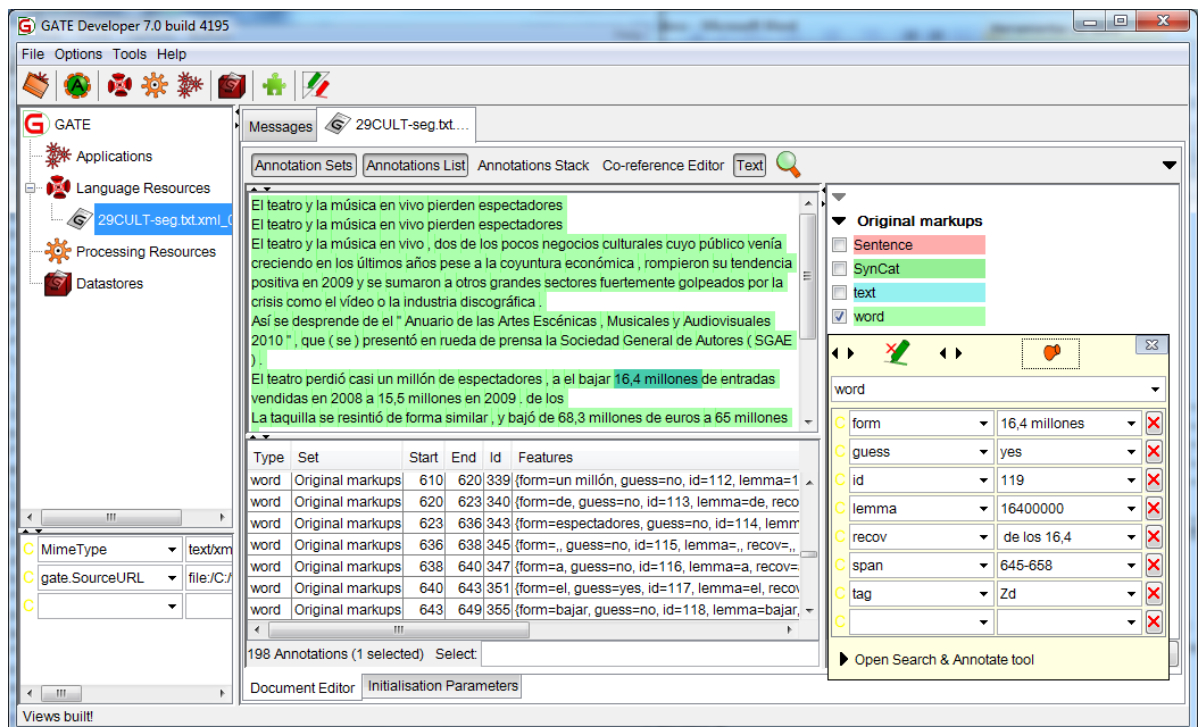 GATE Developer 7.0 build 4195
File Options Tools Help
GATE
Applications
Language Resources
29CULT-seg.txt.xml_0
Processing Resources
Datastores
MimeType text/xm
gate.SourceURL file:/C:/
Messages 29CULT-seg.txt....
Annotation Sets Annotations List Annotations Stack Co-reference Editor Text
El teatro y la música en vivo pierden espectadores
El teatro y la música en vivo pierden espectadores
El teatro y la música en vivo , dos de los pocos negocios culturales cuyo público venía
creciendo en los últimos años pese a la coyuntura económica , rompieron su tendencia
positiva en 2009 y se sumaron a otros grandes sectores fuertemente golpeados por la
crisis como el vídeo o la industria discográfica .
Así se desprende de el " Anuario de las Artes Escénicas , Musicales y Audiovisuales
2010 " , que ( se ) presentó en rueda de prensa la Sociedad General de Autores ( SGAE
) .
El teatro perdió casi un millón de espectadores , a el bajar 16,4 millones de entradas
vendidas en 2008 a 15,5 millones en 2009 . de los
La taquilla se resintió de forma similar , y bajó de 68,3 millones de euros a 65 millones
Type Set Start End Id Features
word Original markups 610 620 339 {form=un millón, guess=no, id=112, lemma=1
word Original markups 620 623 340 {form=de, guess=no, id=113, lemma=de, reco
word Original markups 623 636 343 {form=espectadores, guess=no, id=114, lemm
word Original markups 636 638 345 {form=,, guess=no, id=115, lemma=,, recov=,,
word Original markups 638 640 347 {form=a, guess=no, id=116, lemma=a, recov=
word Original markups 640 643 351 {form=el, guess=yes, id=117, lemma=el, recov
word Original markups 643 649 355 {form=bajar, guess=no, id=118, lemma=bajar,
198 Annotations (1 selected) Select:
Document Editor Initialisation Parameters
Original markups
Sentence
SynCat
text
word
word
C form 16,4 millones
C guess yes
C id 119
C lemma 16400000
C recov de los 16,4
C span 645-658
C tag Zd
C
Open Search & Annotate tool
Views built!